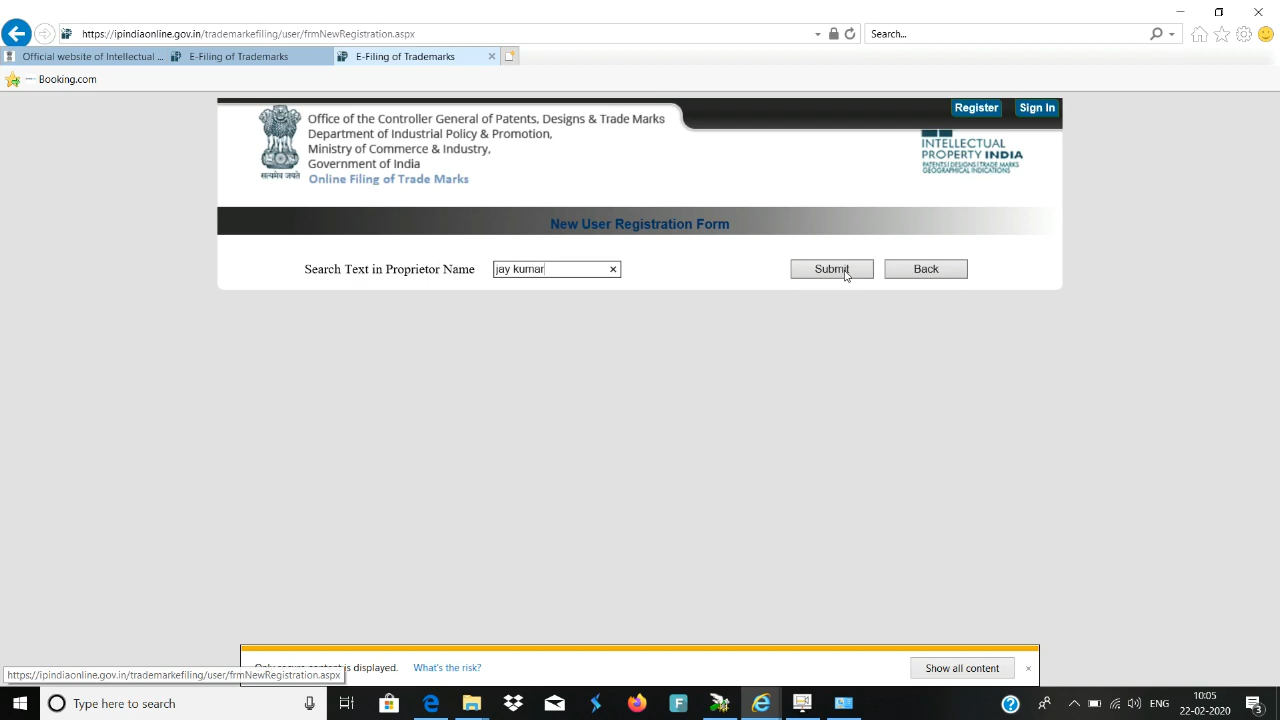 https://ipindiaonline.gov.in/trademarkefiling/user/frmNewRegistration.aspx
Search...
Official website of Intellectual ...
E-Filing of Trademarks
E-Filing of Trademarks
Booking.com
Register
Sign In
Office of the Controller General of Patents, Designs & Trade Marks
Department of Industrial Policy & Promotion,
Ministry of Commerce & Industry,
Government of India
Online Filing of Trade Marks
सत्यमेव जयते
INTELLECTUAL
PROPERTY INDIA
PATENTS | DESIGNS | TRADE MARKS
GEOGRAPHICAL INDICATIONS
New User Registration Form
Search Text in Proprietor Name
jay kumar
Submit
Back
Only secure content is displayed.
What's the risk?
Show all content
https://ipindiaonline.gov.in/trademarkefiling/user/frmNewRegistration.aspx
Type here to search
ENG
10:05
22-02-2020
3